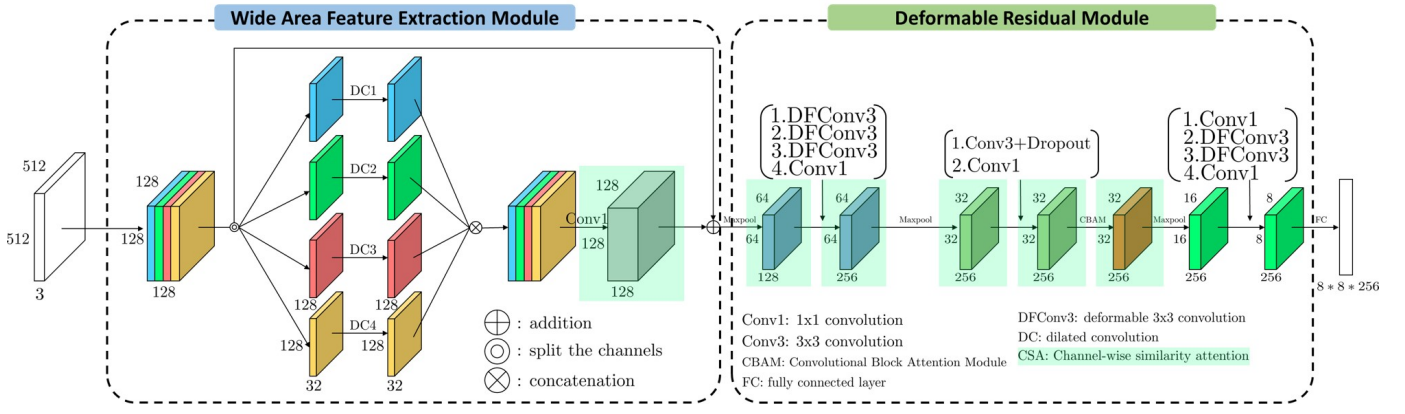 Wide Area Feature Extraction Module
Deformable Residual Module
512
512
3
128
128
128
DC1
DC2
DC3
128
128
DC4
128
128
32
32
Conv1
128
128
128
Maxpool
1.DFConv3
2.DFConv3
3.DFConv3
4.Conv1
64
64
128
64
64
256
Maxpool
1.Conv3+Dropout
2.Conv1
32
32
256
32
32
256
CBAM
32
32
256
Maxpool
1.Conv1
2.DFConv3
3.DFConv3
4.Conv1
16
16
256
8
8
256
FC
8 * 8 * 256
: addition
: split the channels
: concatenation
Conv1: 1x1 convolution
Conv3: 3x3 convolution
CBAM: Convolutional Block Attention Module
FC: fully connected layer
DFConv3: deformable 3x3 convolution
DC: dilated convolution
CSA: Channel-wise similarity attention